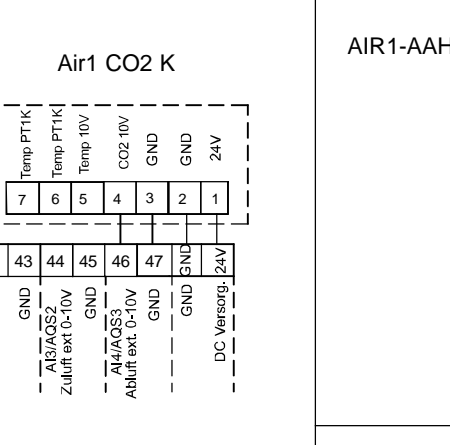 Air1 CO2 K
AIR1-AAH
Temp PT1K
Temp PT1K
Temp 10V
CO2 10V
GND
GND
24V
7 6 5 4 3 2 1
43 44 45 46 47 GND 24V
GND
AI3/AQS2
Zuluft ext 0-10V
GND
AI4/AQS3
Abluft ext. 0-10V
GND
GND
DC Versorg.